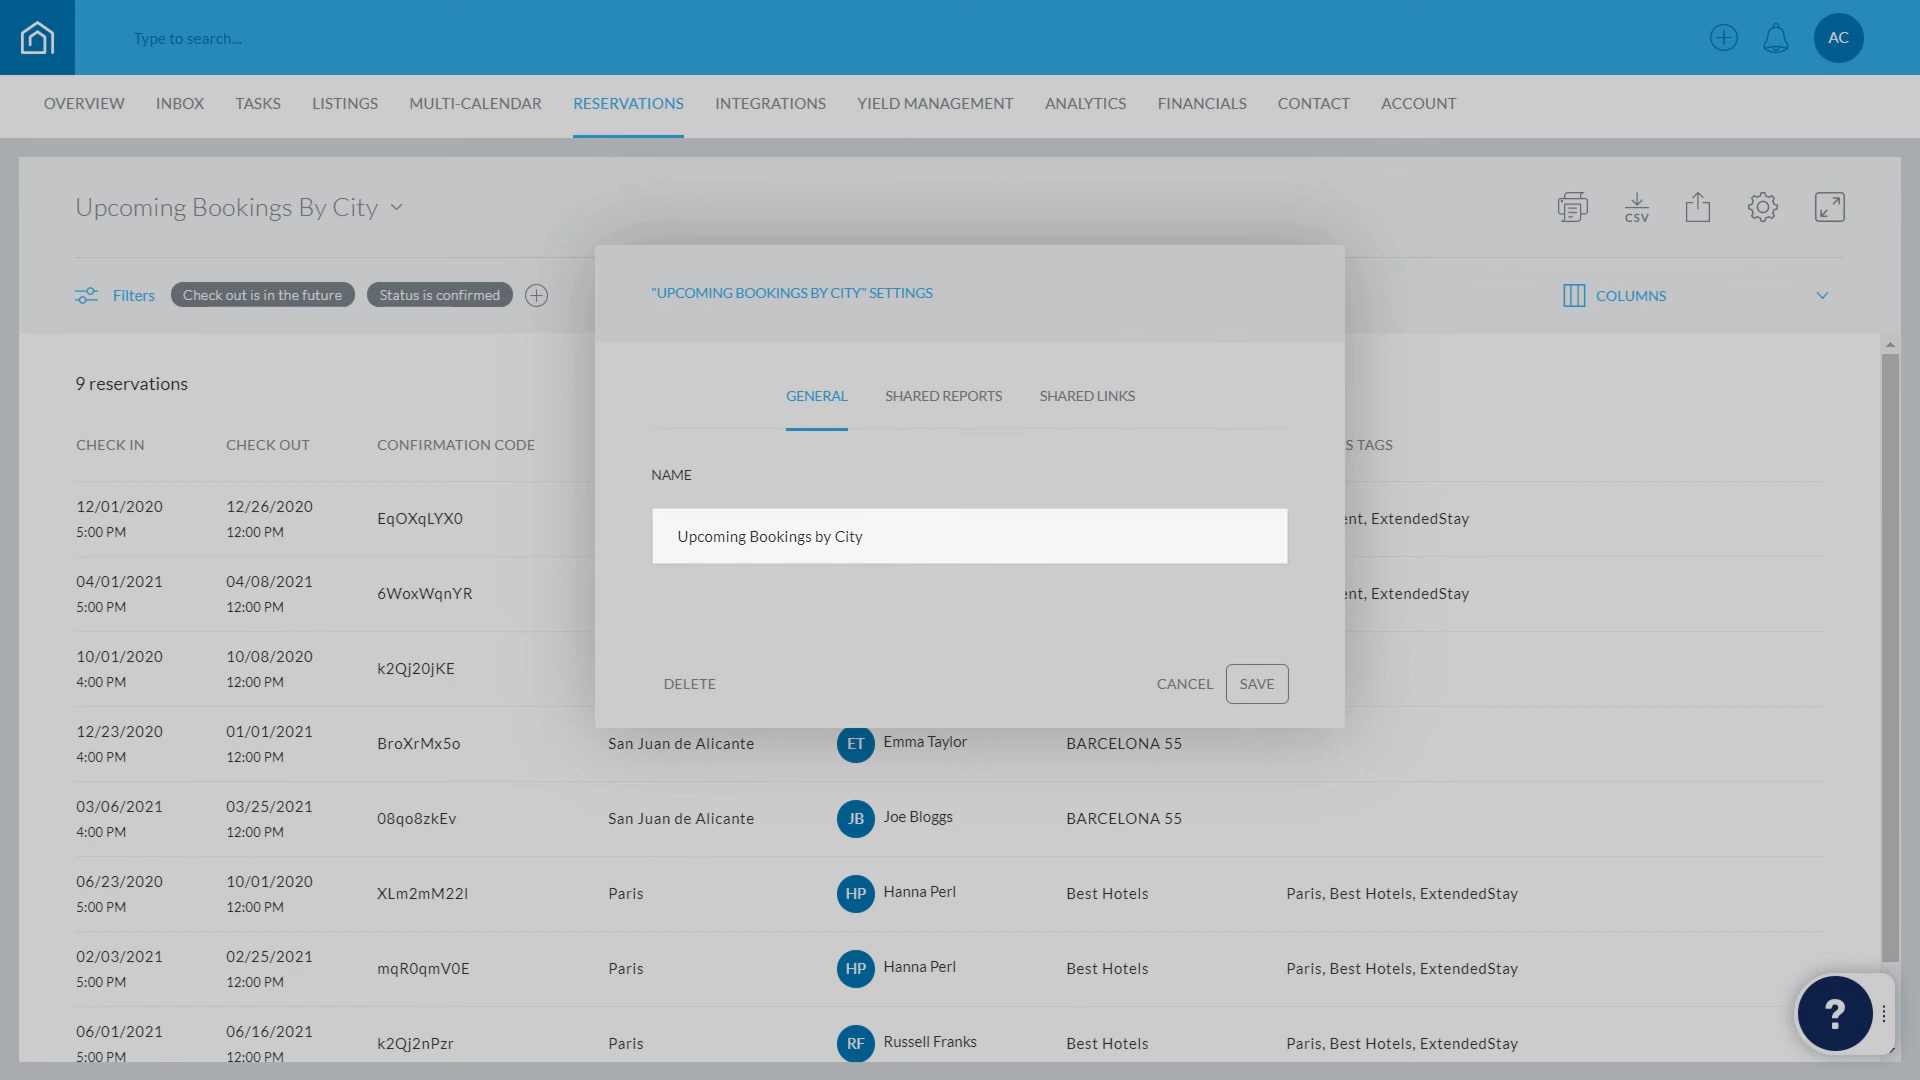 Type to search...
AC
OVERVIEW INBOX TASKS LISTINGS MULTI-CALENDAR RESERVATIONS INTEGRATIONS YIELD MANAGEMENT ANALYTICS FINANCIALS CONTACT ACCOUNT
Upcoming Bookings By City
CSV
Filters Check out is in the future Status is confirmed
COLUMNS
"UPCOMING BOOKINGS BY CITY" SETTINGS
GENERAL SHARED REPORTS SHARED LINKS
NAME
Upcoming Bookings by City
DELETE CANCEL SAVE
9 reservations
CHECK IN CHECK OUT CONFIRMATION CODE TAGS
12/01/2020 12/26/2020
EqOXqLYX0 ExtendedStay
5:00 PM 12:00 PM
04/01/2021 04/08/2021
6WoxWqnYR ExtendedStay
5:00 PM 12:00 PM
10/01/2020 10/08/2020
k2Qj20jKE
4:00 PM 12:00 PM
12/23/2020 01/01/2021
BroXrMx5o San Juan de Alicante ET Emma Taylor BARCELONA 55
4:00 PM 12:00 PM
03/06/2021 03/25/2021
08qo8zkEv San Juan de Alicante JB Joe Bloggs BARCELONA 55
4:00 PM 12:00 PM
06/23/2020 10/01/2020
XLm2mM22l Paris HP Hanna Perl Best Hotels Paris, Best Hotels, ExtendedStay
5:00 PM 12:00 PM
02/03/2021 02/25/2021
mqR0qmV0E Paris HP Hanna Perl Best Hotels Paris, Best Hotels, ExtendedStay
5:00 PM 12:00 PM
06/01/2021 06/16/2021
k2Qj2nPzr Paris RF Russell Franks Best Hotels Paris, Best Hotels, ExtendedStay
5:00 PM 12:00 PM
?